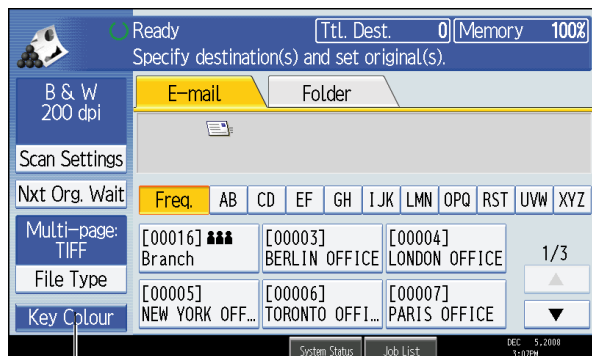 Ready Ttl. Dest. 0 Memory 100%
Specify destination(s) and set original(s).
B & W
200 dpi
Scan Settings
Nxt Org. Wait
Multi-page:
TIFF
File Type
Key Colour
E-mail Folder
Freq. AB CD EF GH IJK LMN OPQ RST UVW XYZ
[00016] [00003] [00004]
Branch BERLIN OFFICE LONDON OFFICE
1/3
[00005] [00006] [00007]
NEW YORK OFF... TORONTO OFFI... PARIS OFFICE
System Status Job List DEC 5.2008
3:07PM